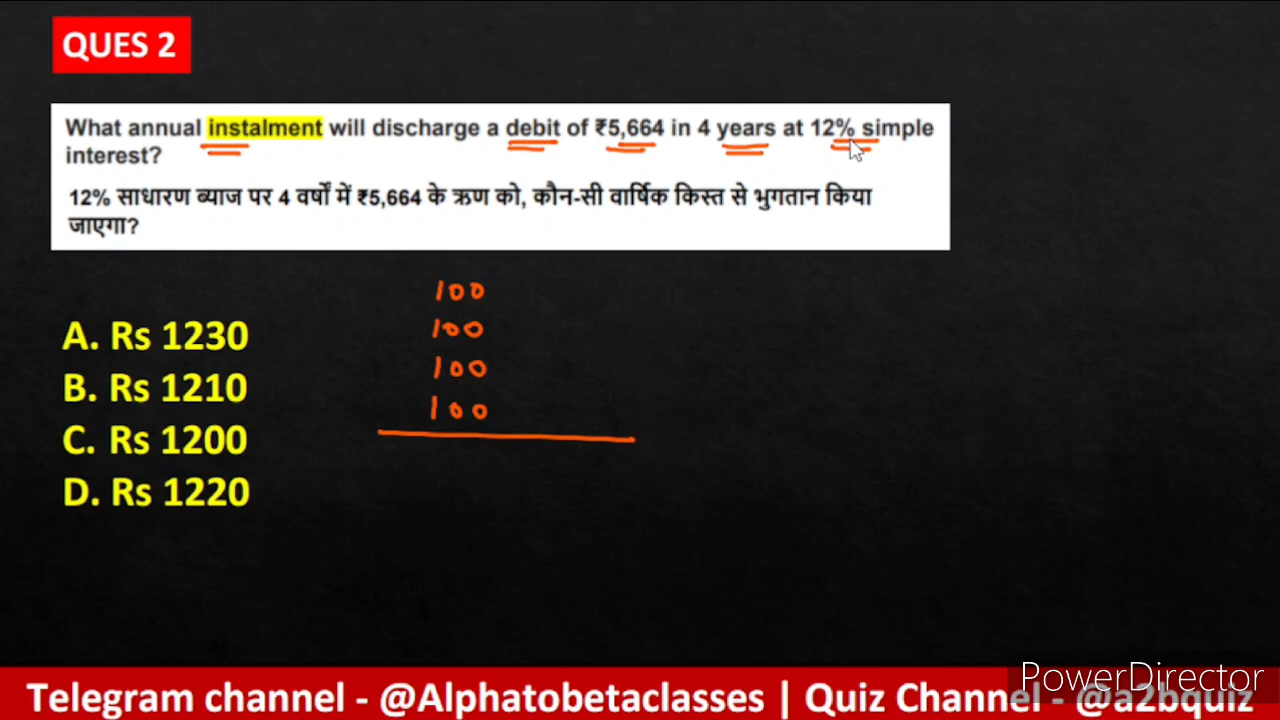 QUES 2
What annual instalment will discharge a debit of ₹5,664 in 4 years at 12% simple
interest?
12% साधारण ब्याज पर 4 वर्षों में ₹5,664 के ऋण को, कौन-सी वार्षिक किस्त से भुगतान किया
जाएगा?
100
100
100
100
A. Rs 1230
B. Rs 1210
C. Rs 1200
D. Rs 1220
PowerDirector
Telegram channel - @Alphatobetaclasses | Quiz Channel - @a2bquiz